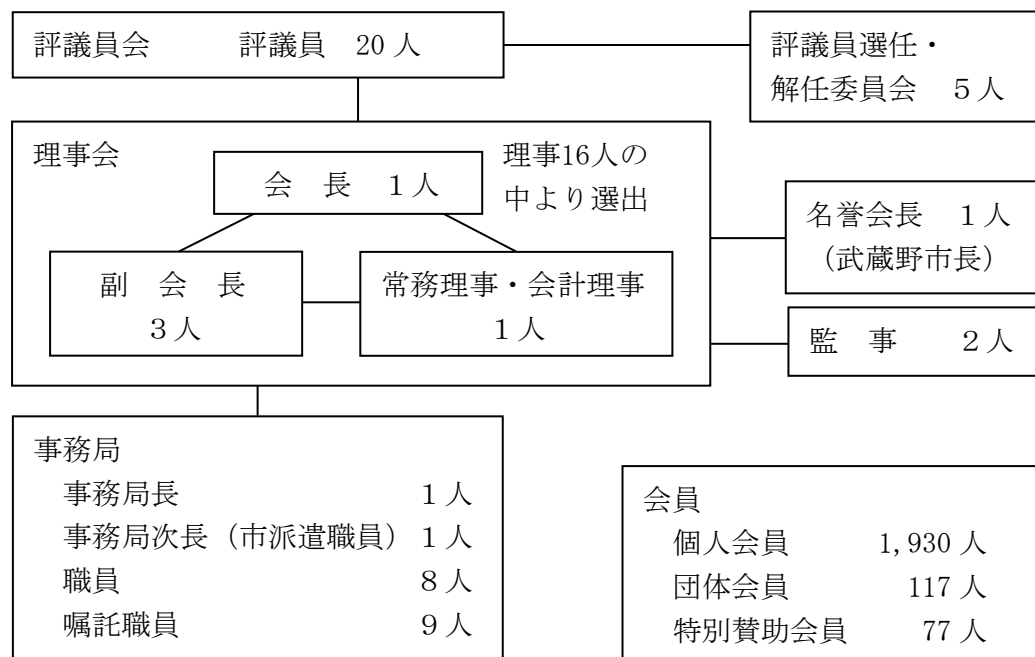 評議員会　　評議員　20人
評議員選任・
解任委員会　５人
理事会
理事16人の
中より選出
会　長　１人
副　会　長
３人
常務理事・会計理事
１人
名誉会長　１人
（武蔵野市長）
監　事　２人
事務局
事務局長　１人
事務局次長（市派遣職員）１人
職員　８人
嘱託職員　９人
会員
個人会員　1,930人
団体会員　117人
特別賛助会員　77人